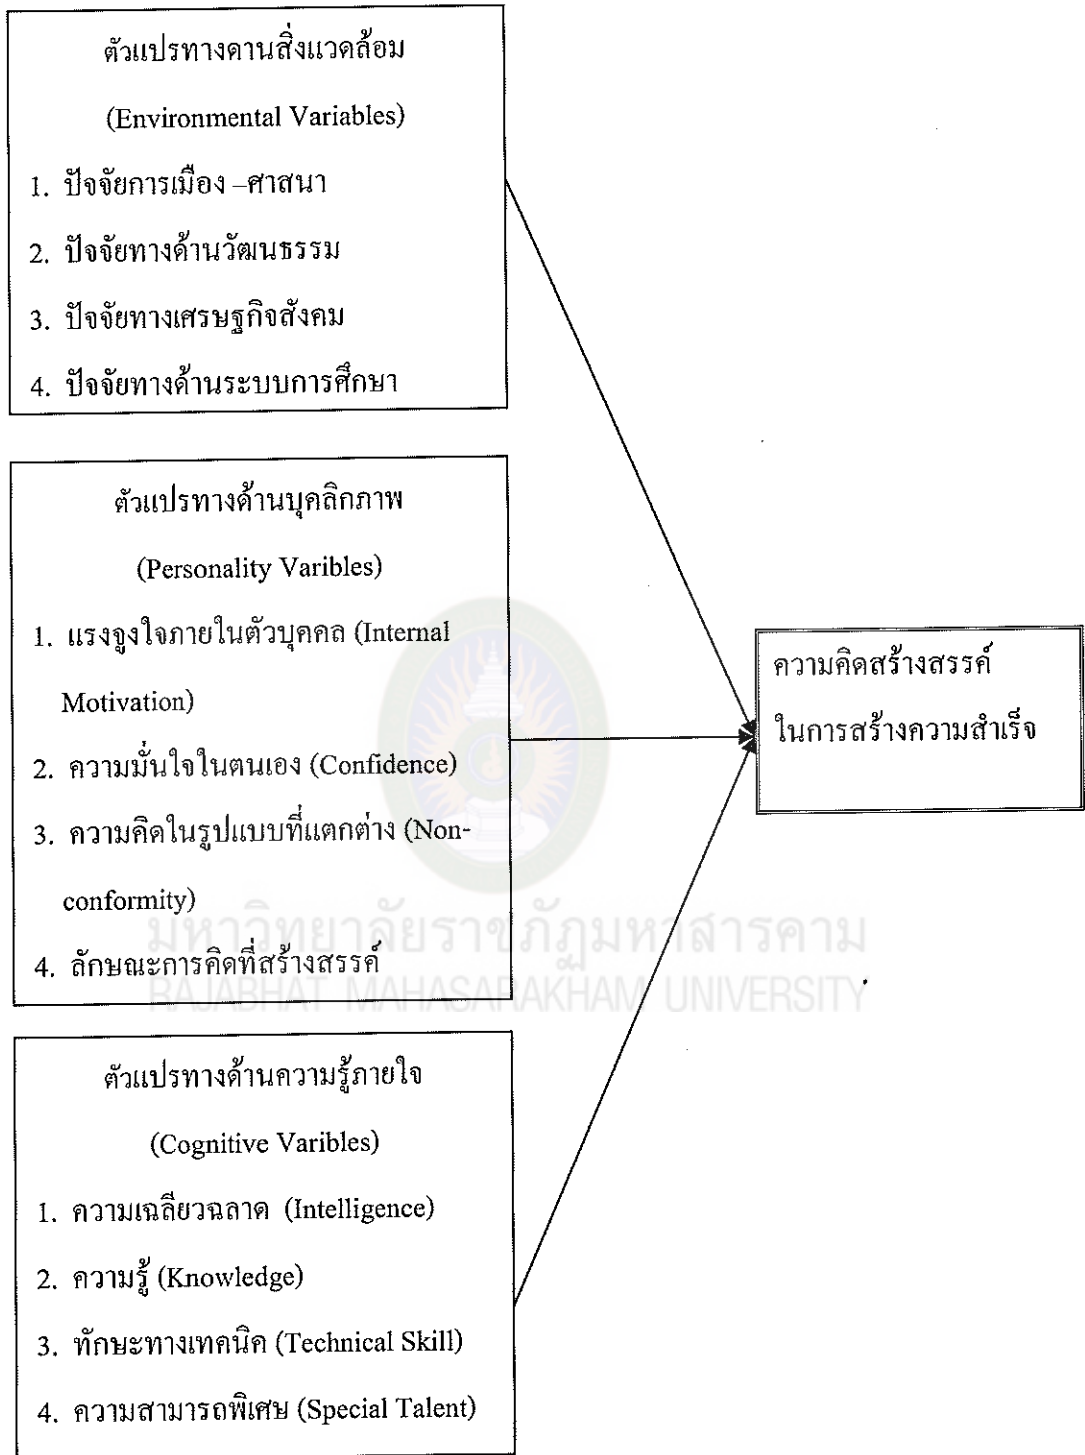 ตัวแปรทางคานสิ่งแวดล้อม
(Environmental Variables)
1. ปัจจัยการเมือง –ศาสนา
2. ปัจจัยทางด้านวัฒนธรรม
3. ปัจจัยทางเศรษฐกิจสังคม
4. ปัจจัยทางด้านระบบการศึกษา
ตัวแปรทางด้านบุคลิกภาพ
(Personality Varibles)
1. แรงจูงใจภายในตัวบุคคล (Internal
Motivation)
2. ความมั่นใจในตนเอง (Confidence)
3. ความคิดในรูปแบบที่แตกต่าง (Non-
conformity)
4. ลักษณะการคิดที่สร้างสรรค์
ตัวแปรทางด้านความรู้ภายใจ
(Cognitive Varibles)
1. ความเฉลียวฉลาด (Intelligence)
2. ความรู้ (Knowledge)
3. ทักษะทางเทคนิค (Technical Skill)
4. ความสามารถพิเศษ (Special Talent)
ความคิดสร้างสรรค์
ในการสร้างความสำเร็จ
มหาวิทยาลัยราชภัฏมหาสารคาม
RAJABHAT MAHASARAKHAM UNIVERSITY